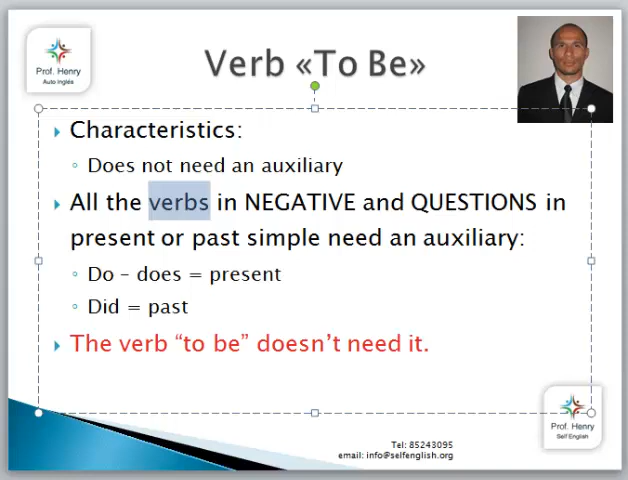 Prof. Henry
Auto Inglés
Verb «To Be»
Characteristics:
Does not need an auxiliary
All the verbs in NEGATIVE and QUESTIONS in
present or past simple need an auxiliary:
Do – does = present
Did = past
The verb “to be” doesn’t need it.
Prof. Henry
Self English
Tel: 85243095
email: info@selfenglish.org